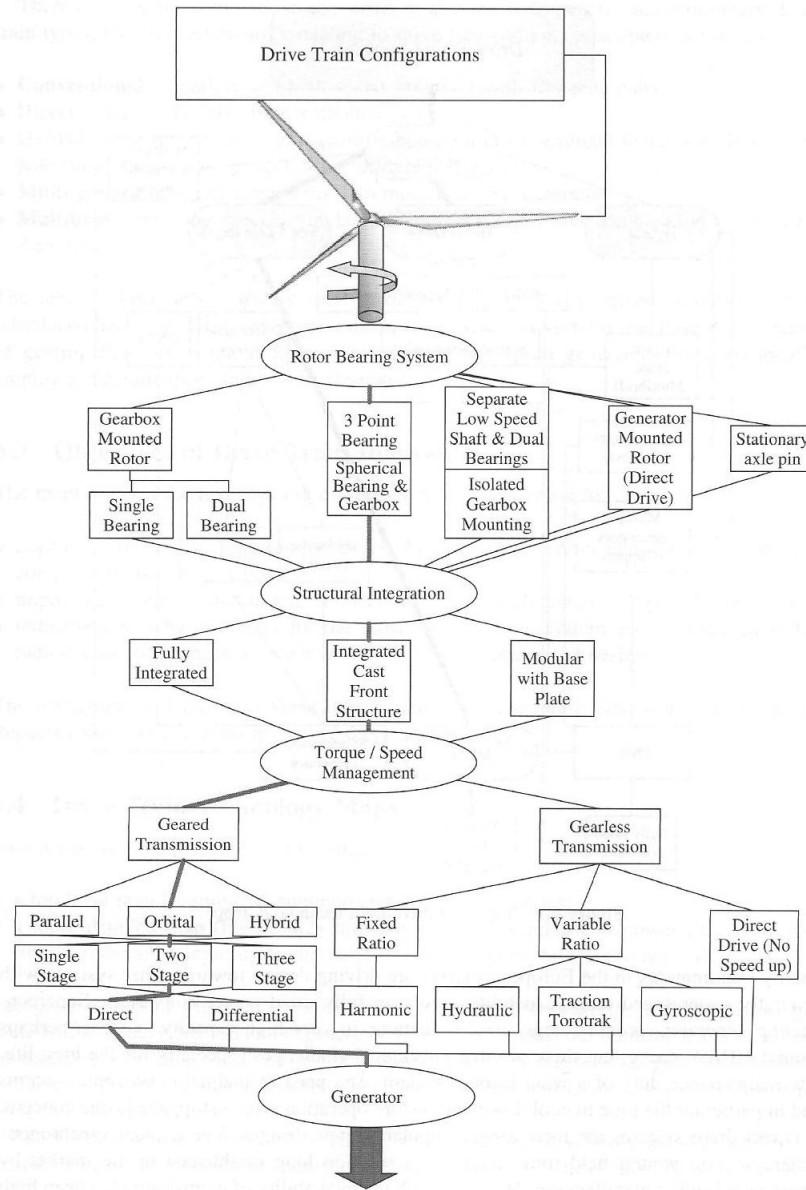 Drive Train Configurations
Rotor Bearing System
Gearbox
Mounted
Rotor
3 Point
Bearing
Spherical
Bearing &
Gearbox
Separate
Low Speed
Shaft & Dual
Bearings
Isolated
Gearbox
Mounting
Generator
Mounted
Rotor
(Direct
Drive)
Stationary
axle pin
Single
Bearing
Dual
Bearing
Structural Integration
Fully
Integrated
Integrated
Cast
Front
Structure
Modular
with Base
Plate
Torque / Speed
Management
Geared
Transmission
Gearless
Transmission
Parallel
Orbital
Hybrid
Fixed
Ratio
Variable
Ratio
Direct
Drive (No
Speed up)
Single
Stage
Two
Stage
Three
Stage
Direct
Differential
Harmonic
Hydraulic
Traction
Torotrak
Gyroscopic
Generator